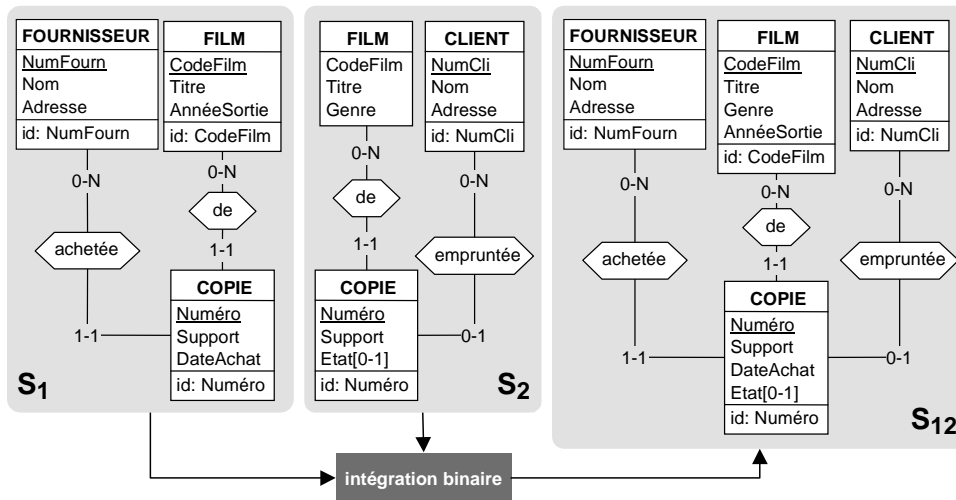 FOURNISSEUR
NumFourn
Nom
Adresse
id: NumFourn
FILM
CodeFilm
Titre
AnnéeSortie
id: CodeFilm
0-N
0-N
achetée
de
1-1
1-1
COPIE
Numéro
Support
DateAchat
id: Numéro
S1
FILM
CodeFilm
Titre
Genre
CLIENT
NumCli
Nom
Adresse
id: NumCli
0-N
0-N
de
empruntée
1-1
0-1
COPIE
Numéro
Support
Etat[0-1]
id: Numéro
S2
FOURNISSEUR
NumFourn
Nom
Adresse
id: NumFourn
FILM
CodeFilm
Titre
Genre
AnnéeSortie
id: CodeFilm
CLIENT
NumCli
Nom
Adresse
id: NumCli
0-N
0-N
0-N
achetée
de
empruntée
1-1
1-1
0-1
COPIE
Numéro
Support
DateAchat
Etat[0-1]
id: Numéro
S12
intégration binaire